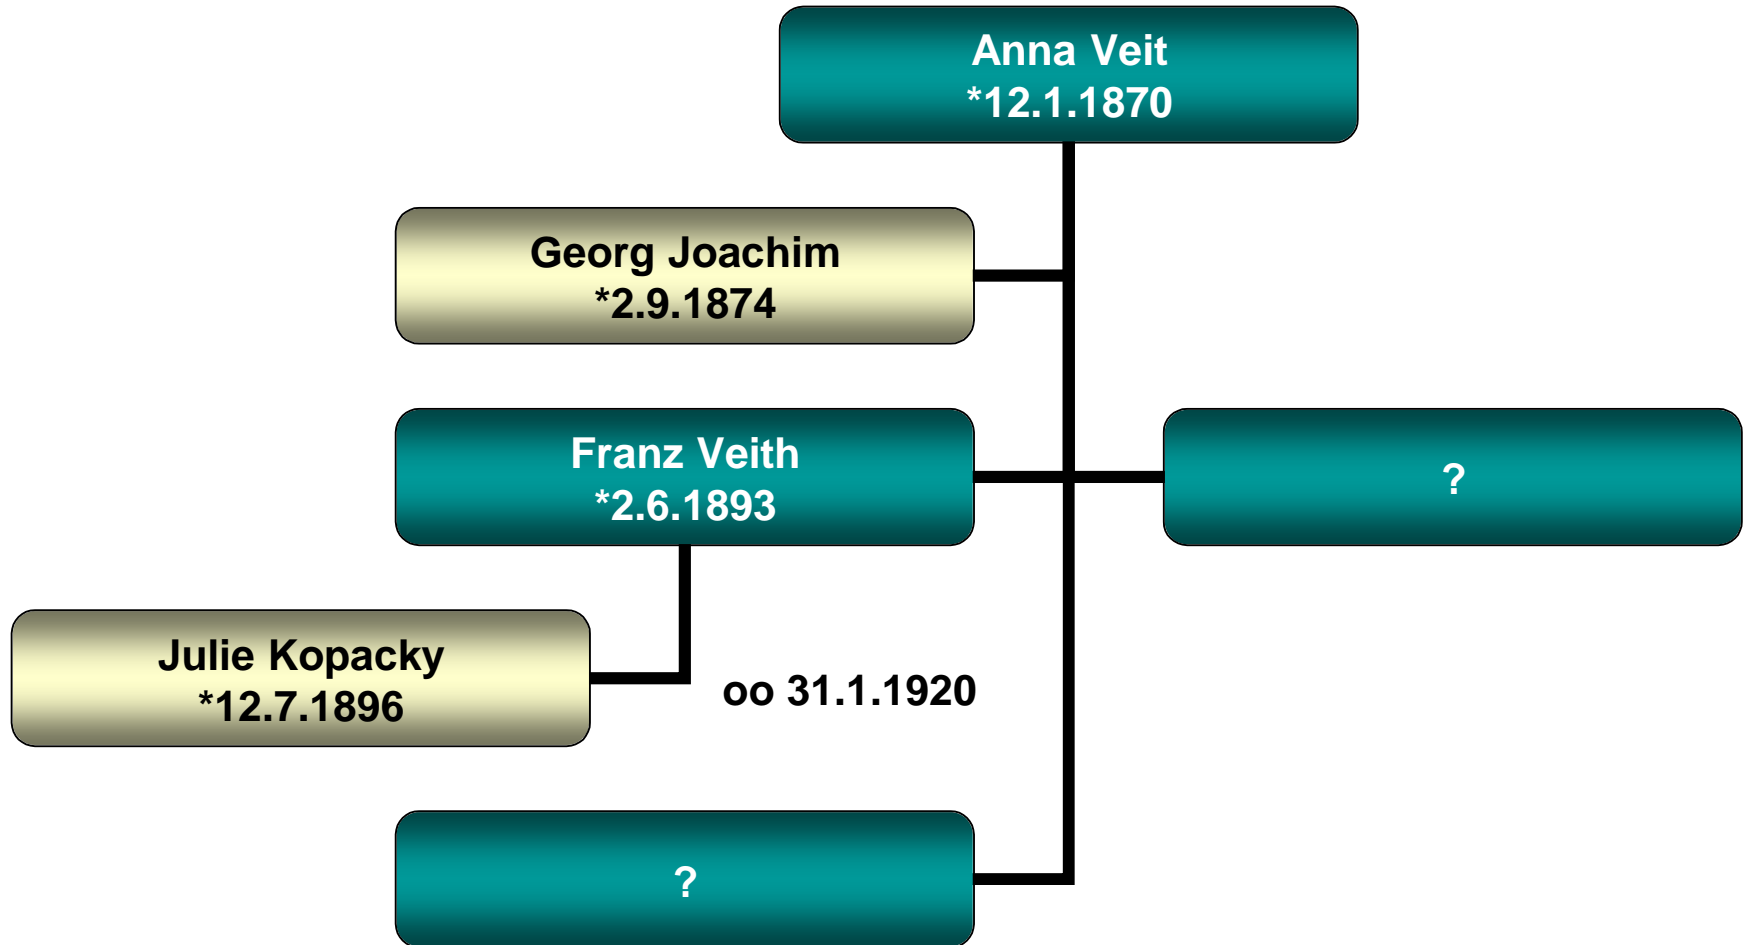 Anna Veit
*12.1.1870
Georg Joachim
*2.9.1874
Franz Veith
*2.6.1893
?
Julie Kopacky
*12.7.1896
oo 31.1.1920
?